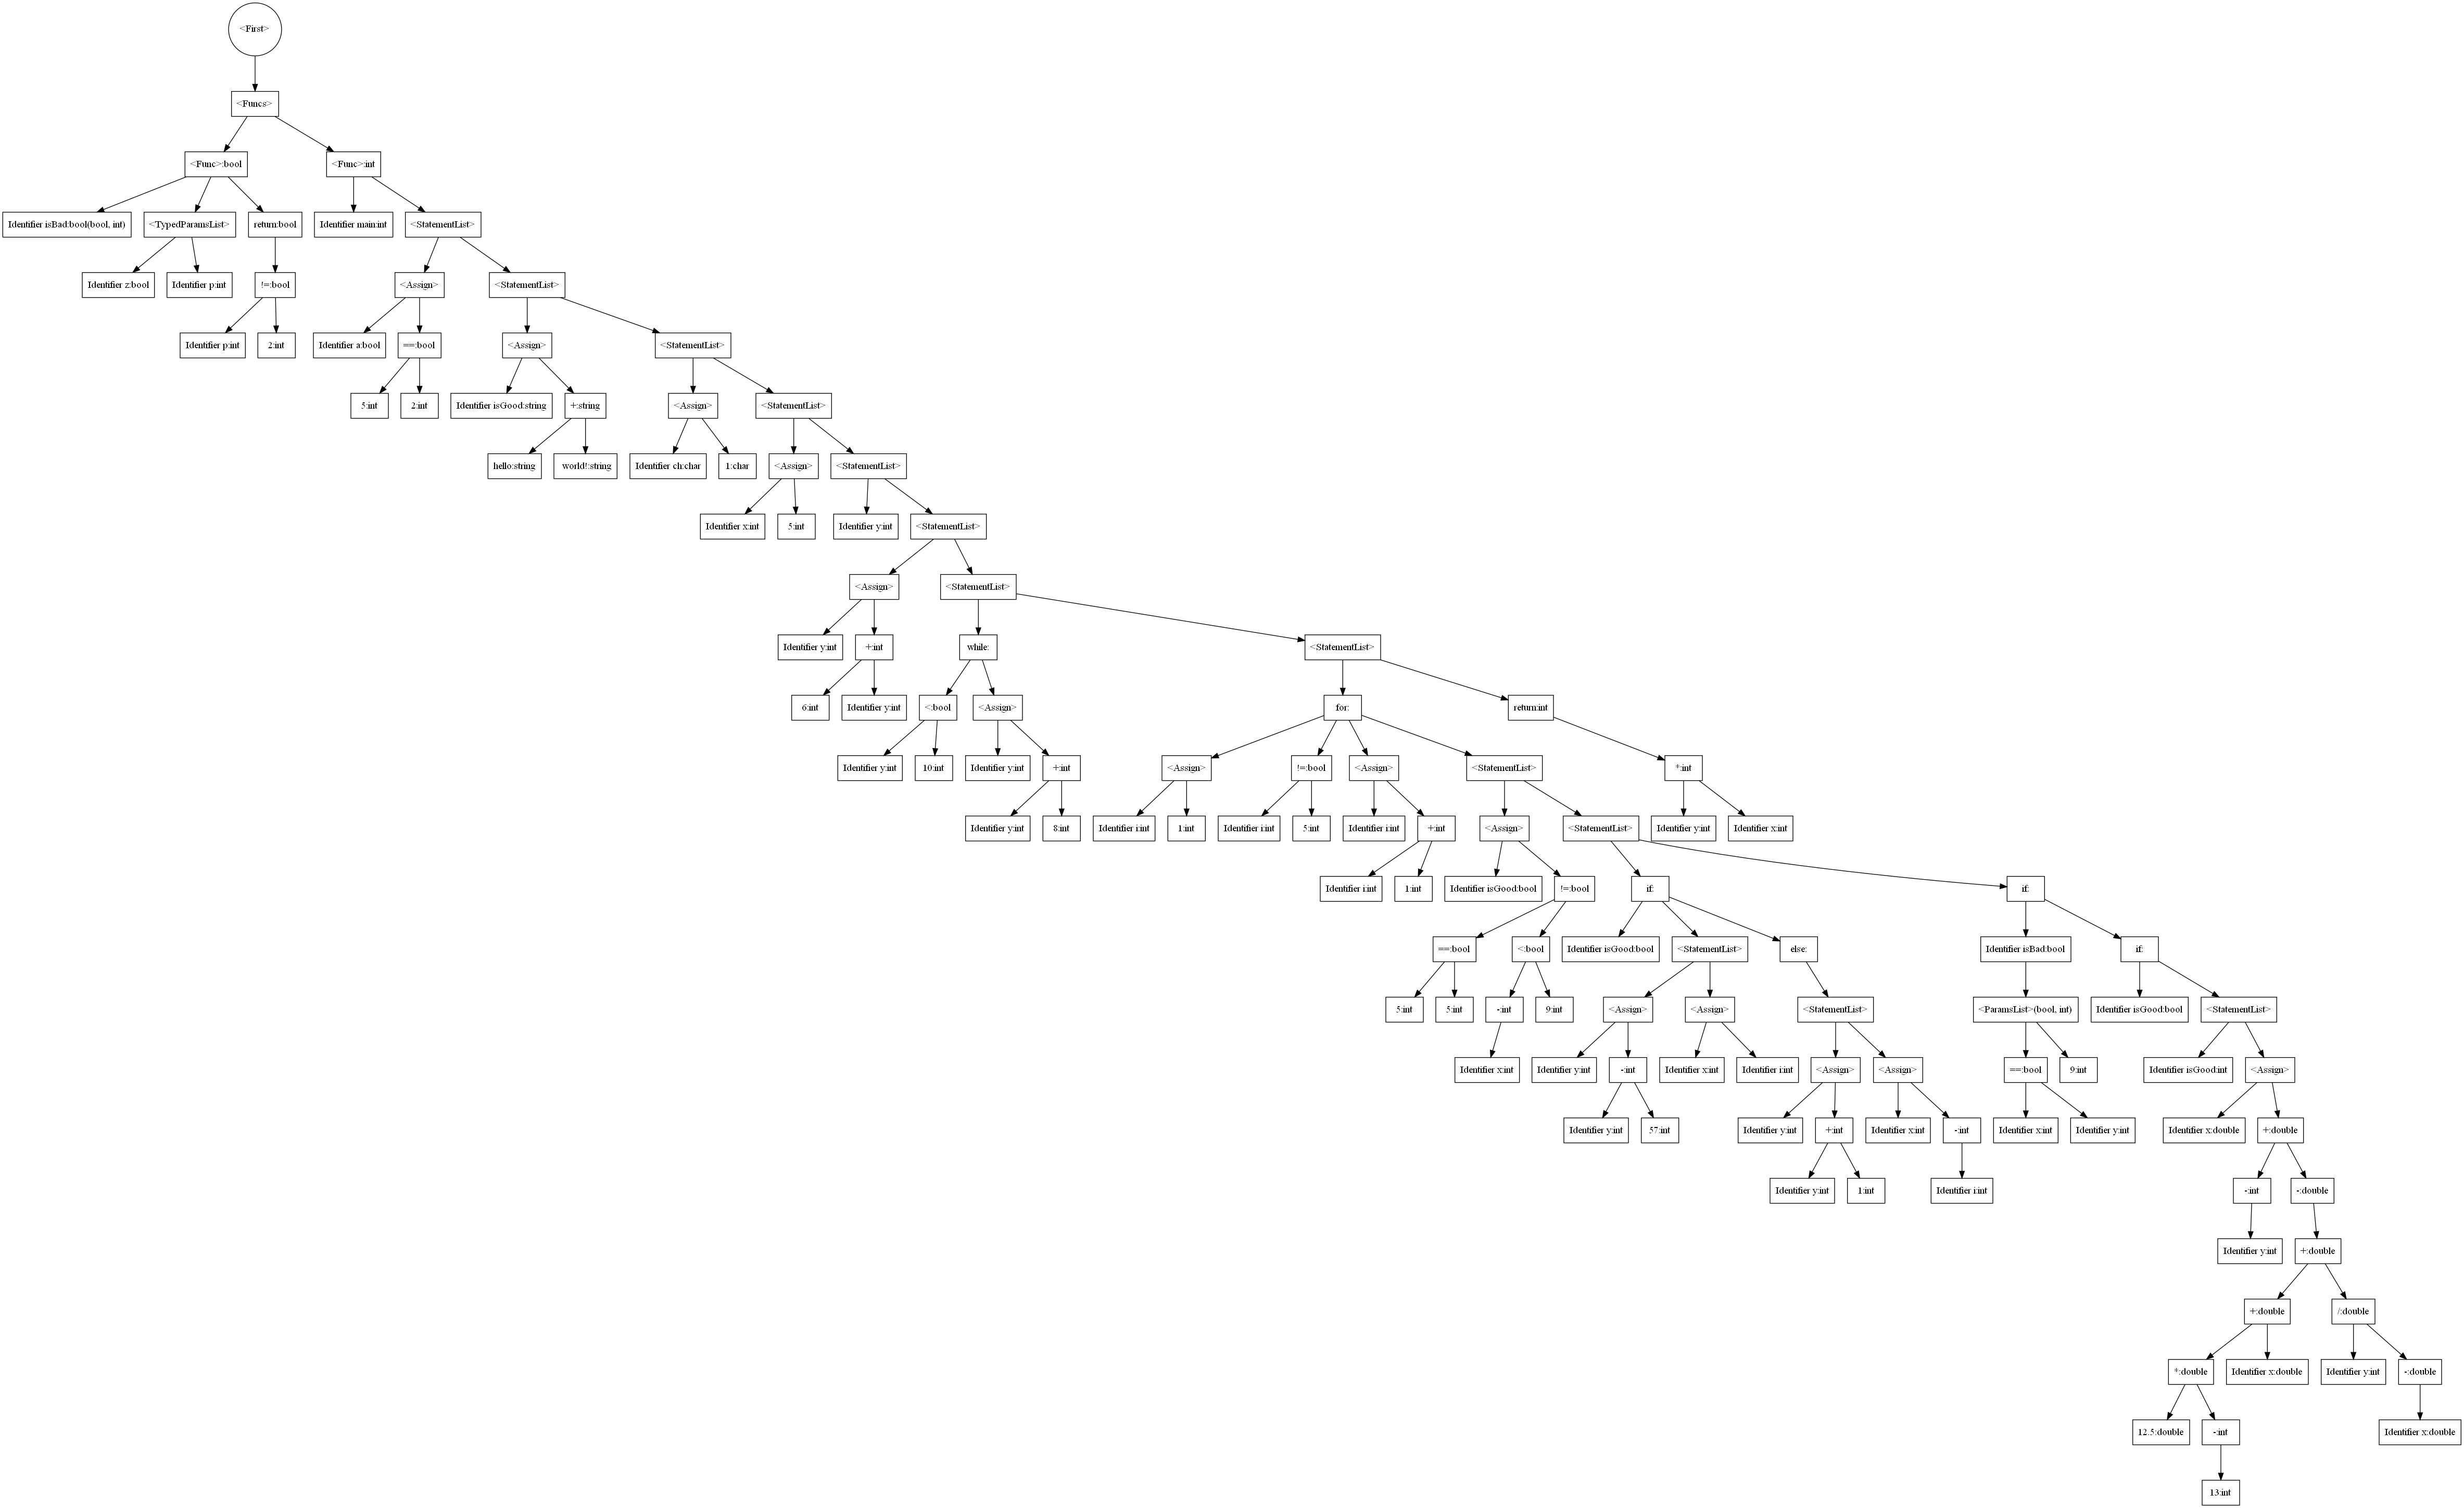 <First>
<Funcs>
<Func>:bool
<Func>:int
Identifier isBad:bool(bool, int)
<TypedParamsList>
return:bool
Identifier main:int
<StatementList>
Identifier z:bool
Identifier p:int
!=:bool
<Assign>
<StatementList>
Identifier p:int
2:int
Identifier a:bool
==:bool
<Assign>
<StatementList>
5:int
2:int
Identifier isGood:string
+:string
<Assign>
<StatementList>
hello:string
world!:string
Identifier ch:char
1:char
<Assign>
<StatementList>
Identifier x:int
5:int
Identifier y:int
<StatementList>
<Assign>
<StatementList>
Identifier y:int
+:int
while:
<StatementList>
6:int
Identifier y:int
<:bool
<Assign>
for:
return:int
Identifier y:int
10:int
Identifier y:int
+:int
<Assign>
!=:bool
<Assign>
<StatementList>
*:int
Identifier y:int
8:int
Identifier i:int
1:int
Identifier i:int
5:int
Identifier i:int
+:int
<Assign>
<StatementList>
Identifier y:int
Identifier x:int
Identifier i:int
1:int
Identifier isGood:bool
!=:bool
if:
if:
==:bool
<:bool
Identifier isGood:bool
<StatementList>
else:
Identifier isBad:bool
if:
5:int
5:int
-:int
9:int
<Assign>
<Assign>
<StatementList>
<ParamsList>(bool, int)
Identifier isGood:bool
<StatementList>
Identifier x:int
Identifier y:int
-:int
Identifier x:int
Identifier i:int
<Assign>
<Assign>
==:bool
9:int
Identifier isGood:int
<Assign>
Identifier y:int
57:int
Identifier y:int
+:int
Identifier x:int
-:int
Identifier x:int
Identifier y:int
Identifier x:double
+:double
Identifier y:int
1:int
Identifier i:int
-:int
-:double
Identifier y:int
+:double
+:double
/:double
*:double
Identifier x:double
Identifier y:int
-:double
12.5:double
-:int
Identifier x:double
13:int